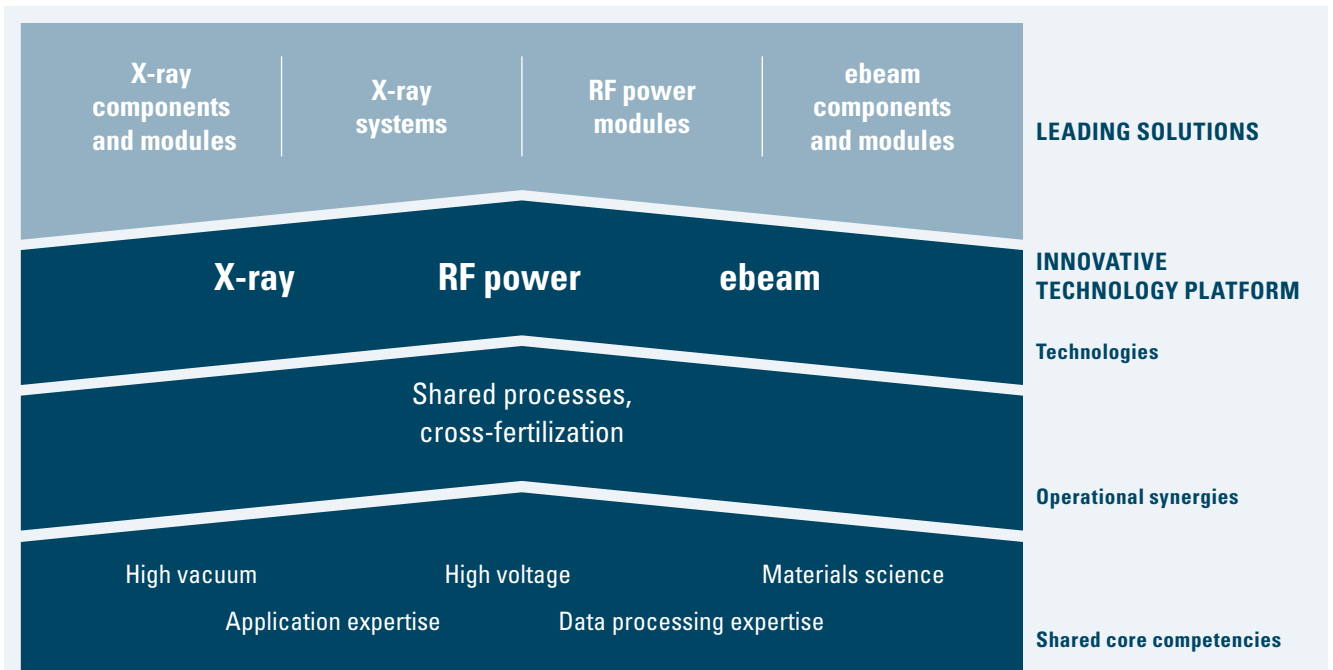 X-ray
components
and modules
X-ray
systems
RF power
modules
ebeam
components
and modules
LEADING SOLUTIONS
X-ray
RF power
ebeam
INNOVATIVE
TECHNOLOGY PLATFORM
Technologies
Shared processes,
cross-fertilization
Operational synergies
High vacuum
High voltage
Materials science
Application expertise
Data processing expertise
Shared core competencies